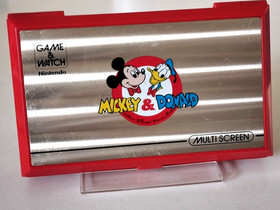 GAME
&
WATCH
Nintendo
MICKEY & DONALD
MULTI SCREEN